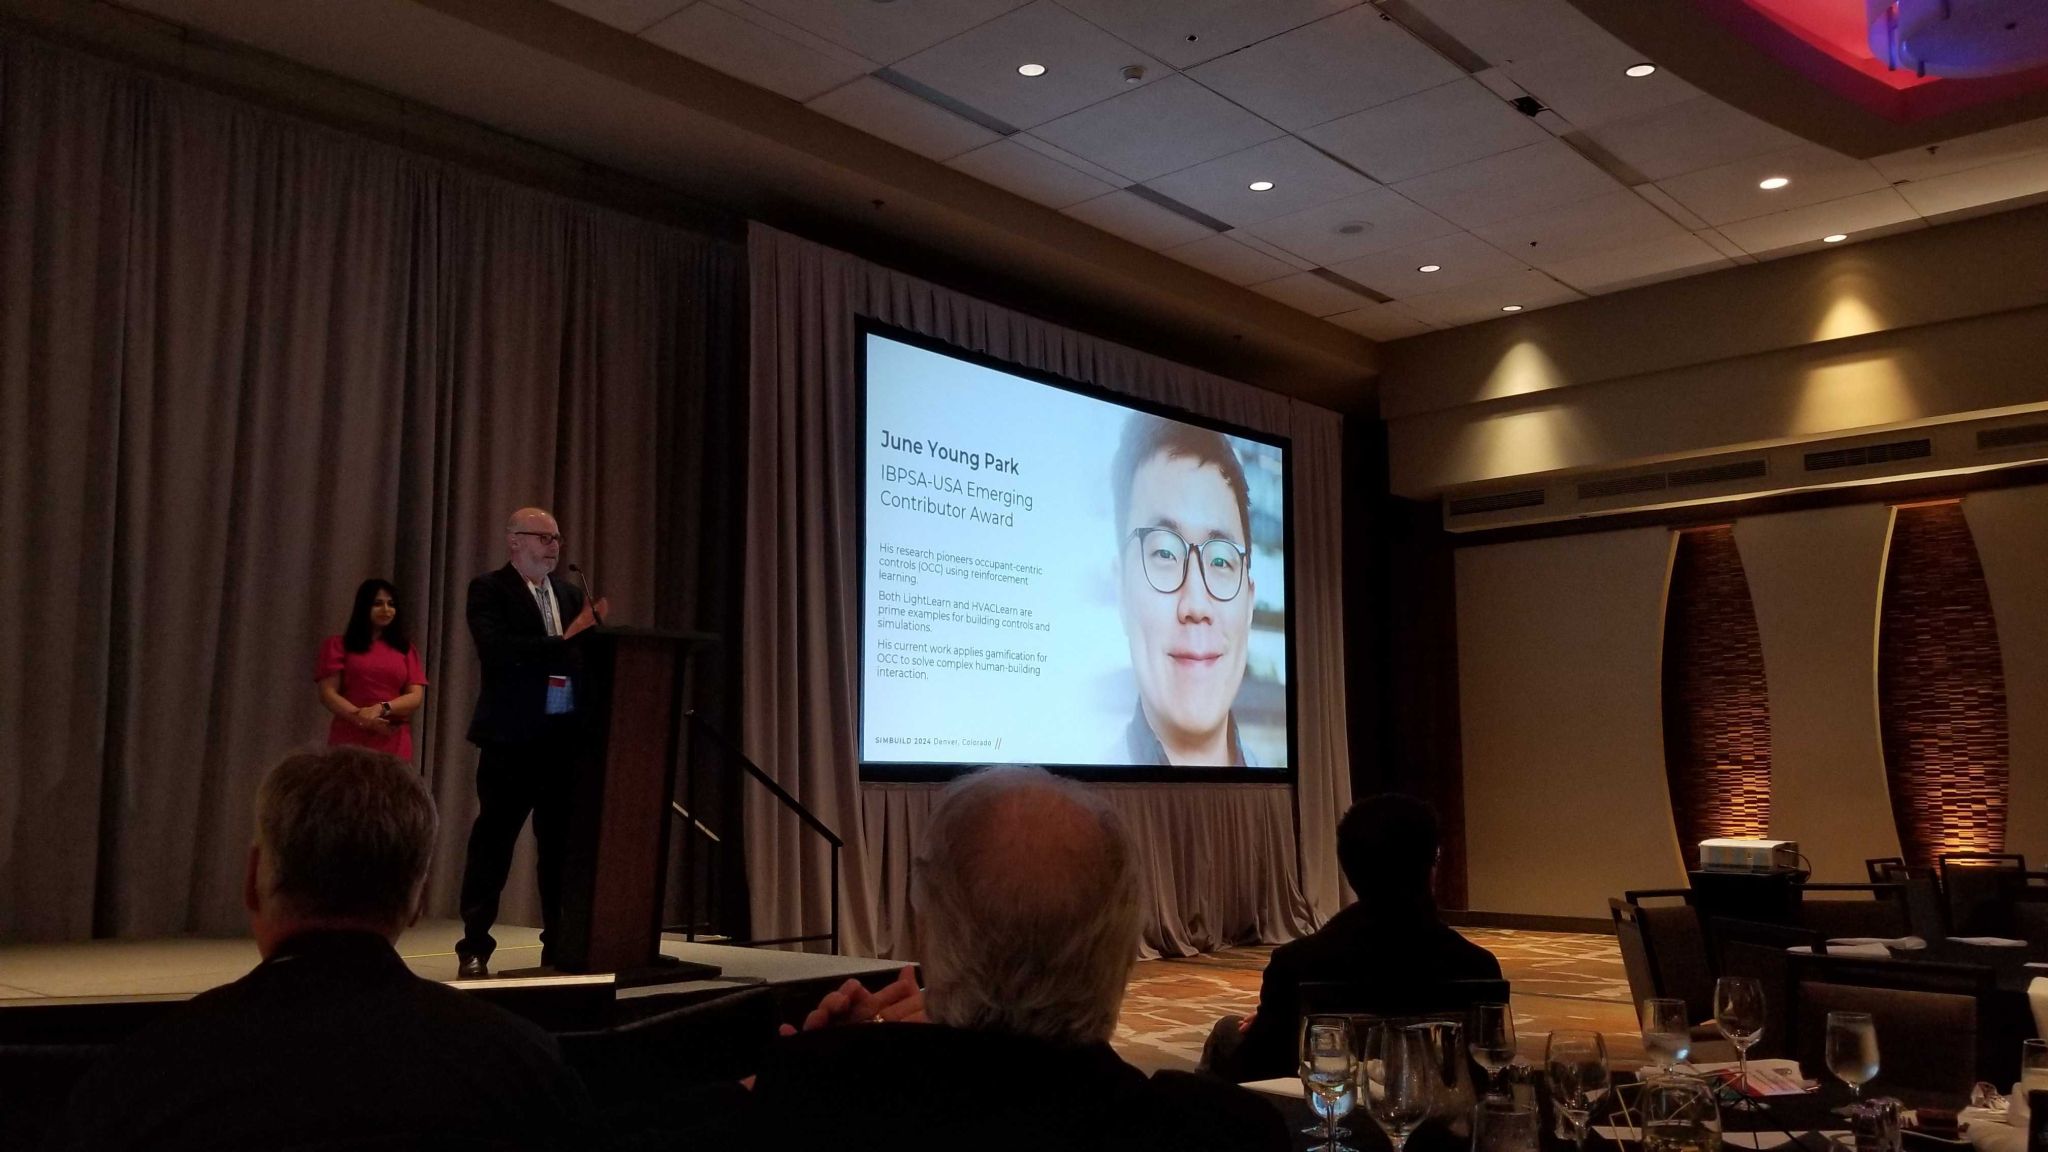 June Young Park
IBPSA-USA Emerging
Contributor Award
His research pioneers occupant-centric
controls (OCC) using reinforcement
learning.
Both LightLearn and HVACLearn are
prime examples for building controls and
simulations.
His current work applies gamification for
OCC to solve complex human-building
interaction.
SIMBUILD 2024 Denver, Colorado //